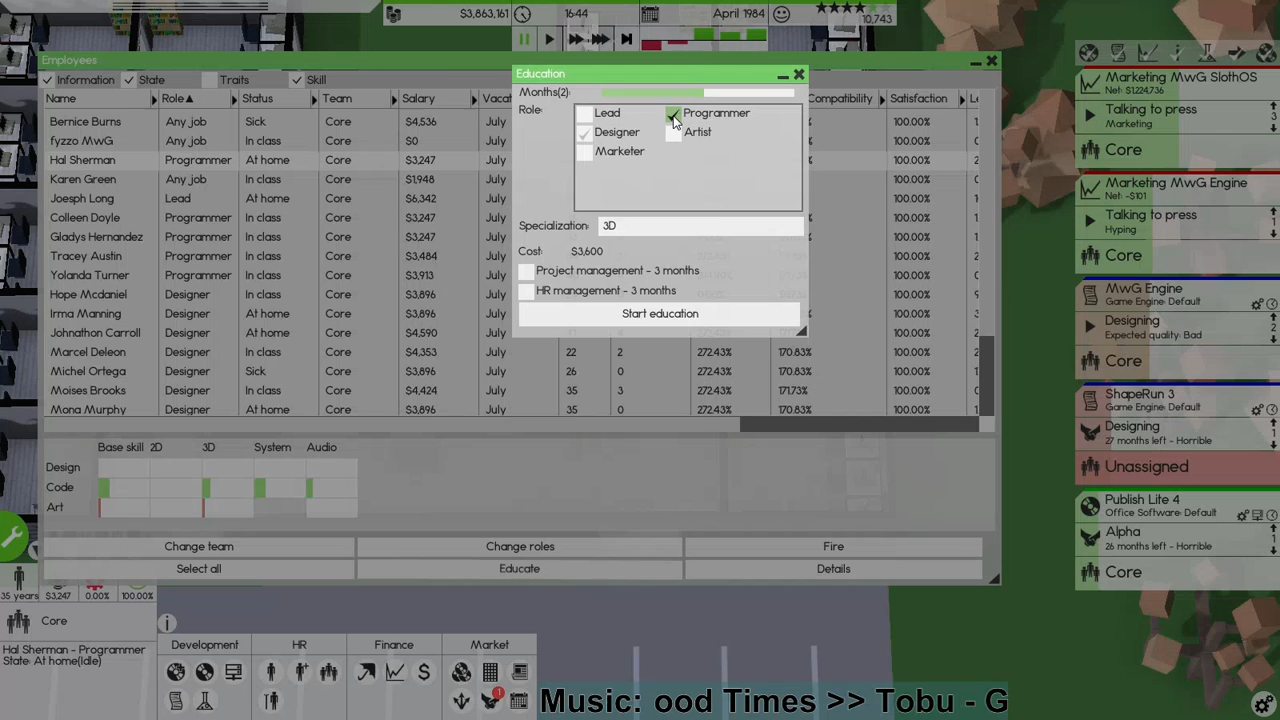 $3,863,161 16:44 April 1984 10,743
Employees
Information State Traits Skill
Name Role▲ Status Team Salary Vacat Compatibility Satisfaction Le
Bernice Burns Any job Sick Core $4,536 July 100.00%
fyzzo MwG Any job In class Core $0 July 100.00%
Hal Sherman Programmer At home Core $3,247 July 100.00%
Karen Green Any job In class Core $1,948 July 100.00%
Joesph Long Lead At home Core $6,342 July 100.00%
Colleen Doyle Programmer In class Core $3,247 July 100.00%
Gladys Hernandez Programmer In class Core $3,247 July 100.00%
Tracey Austin Programmer In class Core $3,484 July 100.00%
Yolanda Turner Programmer In class Core $3,913 July 100.00%
Hope Mcdaniel Designer In class Core $3,896 July 100.00%
Irma Manning Designer In class Core $3,896 July 100.00%
Johnathon Carroll Designer In class Core $4,590 July 100.00%
Marcel Deleon Designer In class Core $4,353 July 22 2 272.43% 170.83% 100.00%
Michel Ortega Designer Sick Core $3,896 July 26 0 272.43% 170.83% 100.00%
Moises Brooks Designer In class Core $4,424 July 35 3 272.43% 171.73% 100.00%
Mona Murphy Designer At home Core $3,896 July 35 0 272.43% 170.83% 100.00%
Education
Months(2):
Role: Lead Programmer
Designer Artist
Marketer
Specialization: 3D
Cost: $3,600
Project management - 3 months
HR management - 3 months
Start education
Base skill 2D 3D System Audio
Design
Code
Art
Change team Change roles Fire
Select all Educate Details
Marketing MwG SlothOS
Net: $1,224,736
Talking to press
Marketing
Core
Marketing MwG Engine
Net: -$101
Talking to press
Hyping
Core
MwG Engine
Game Engine: Default
Designing
Expected quality: Bad
2
Core
ShapeRun 3
Game Engine: Default
Designing
27 months left - Horrible
1
Unassigned
Publish Lite 4
Office Software: Default
Alpha
26 months left - Horrible
1
Core
35 years $3,247 0.00% 100.00%
Core
Hal Sherman - Programmer
State: At home(Idle)
Development HR Finance Market
1
Music: ood Times >> Tobu - G